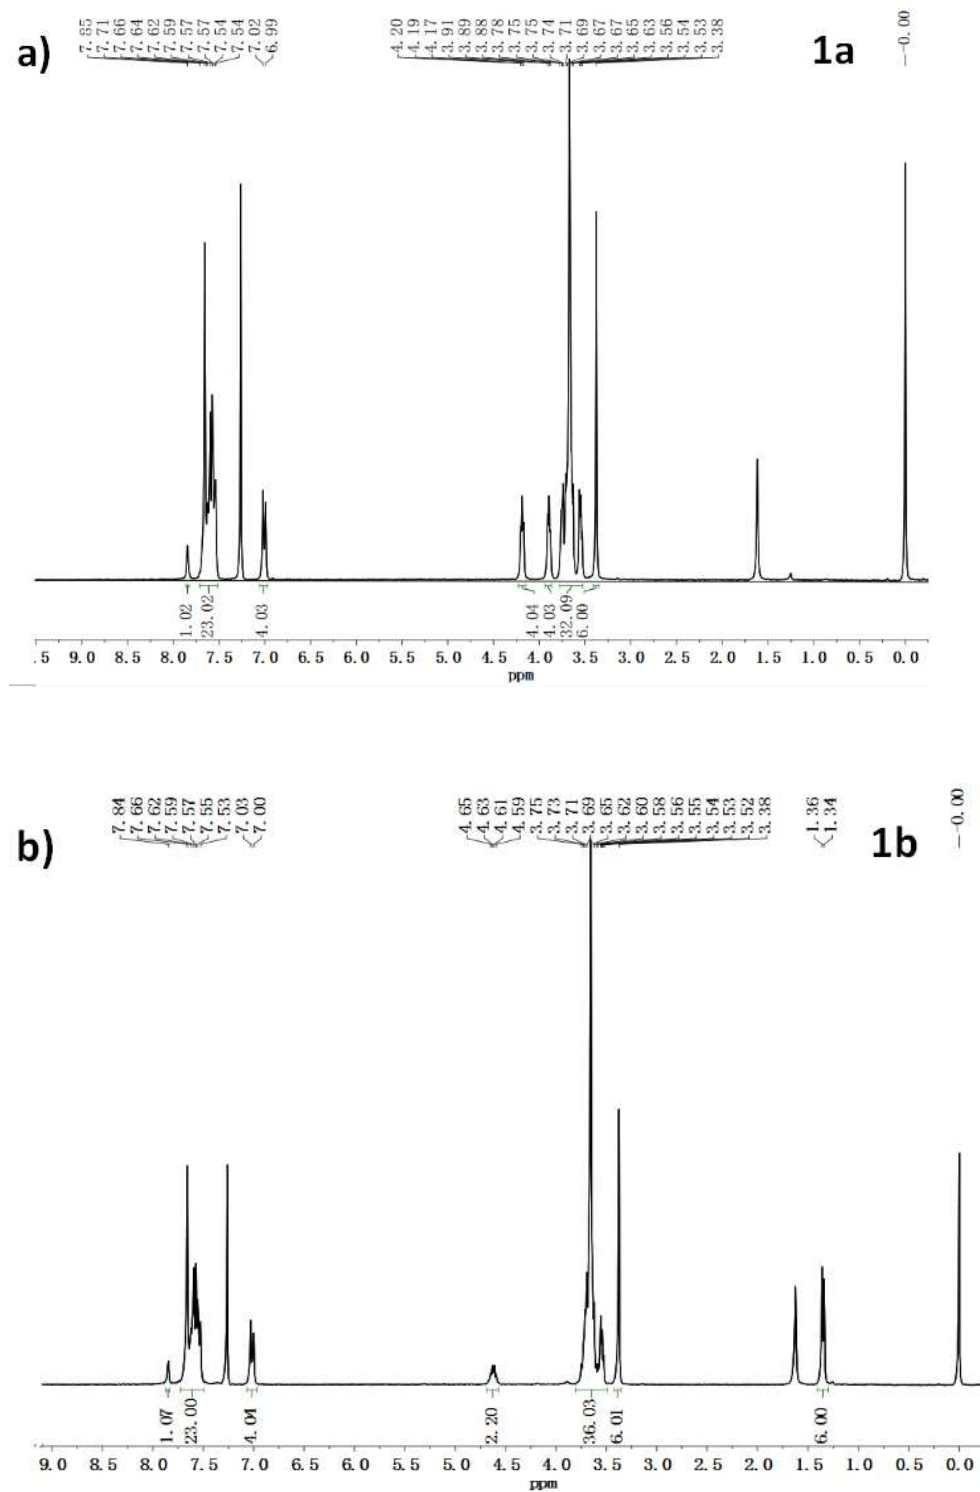 7.85 7.71 7.66 7.64 7.62 7.59 7.57 7.57 7.54 7.54 7.02 6.99
4.20 4.19 4.17 3.91 3.89 3.88 3.78 3.75 3.75 3.74 3.71 3.69 3.67 3.67 3.65 3.63 3.56 3.54 3.53 3.38
-0.00
a)
1a
1.02 23.02 4.03 4.04 4.03 32.09 6.00
.5 9.0 8.5 8.0 7.5 7.0 6.5 6.0 5.5 5.0 4.5 4.0 3.5 3.0 2.5 2.0 1.5 1.0 0.5 0.0
ppm
7.84 7.66 7.62 7.59 7.57 7.55 7.53 7.03 7.00
4.65 4.63 4.61 4.59 3.75 3.73 3.71 3.69 3.65 3.62 3.60 3.58 3.56 3.55 3.54 3.53 3.52 3.38
1.36 1.34
-0.00
b)
1b
1.07 23.00 4.04 2.20 36.03 6.01 6.00
9.0 8.5 8.0 7.5 7.0 6.5 6.0 5.5 5.0 4.5 4.0 3.5 3.0 2.5 2.0 1.5 1.0 0.5 0.0
ppm